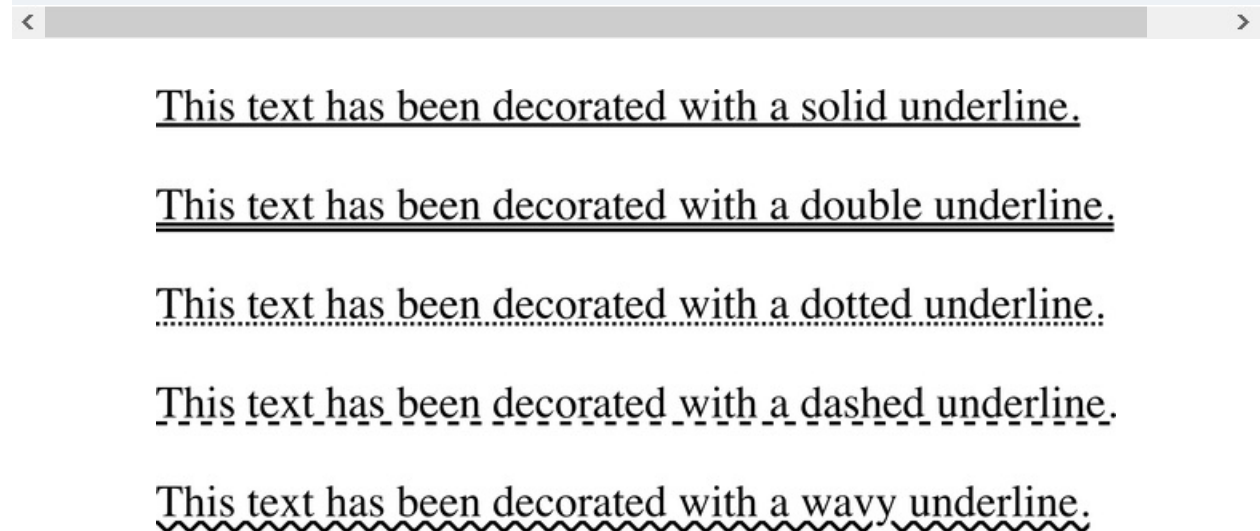 This text has been decorated with a solid underline.
This text has been decorated with a double underline.
This text has been decorated with a dotted underline.
This text has been decorated with a dashed underline.
This text has been decorated with a wavy underline.